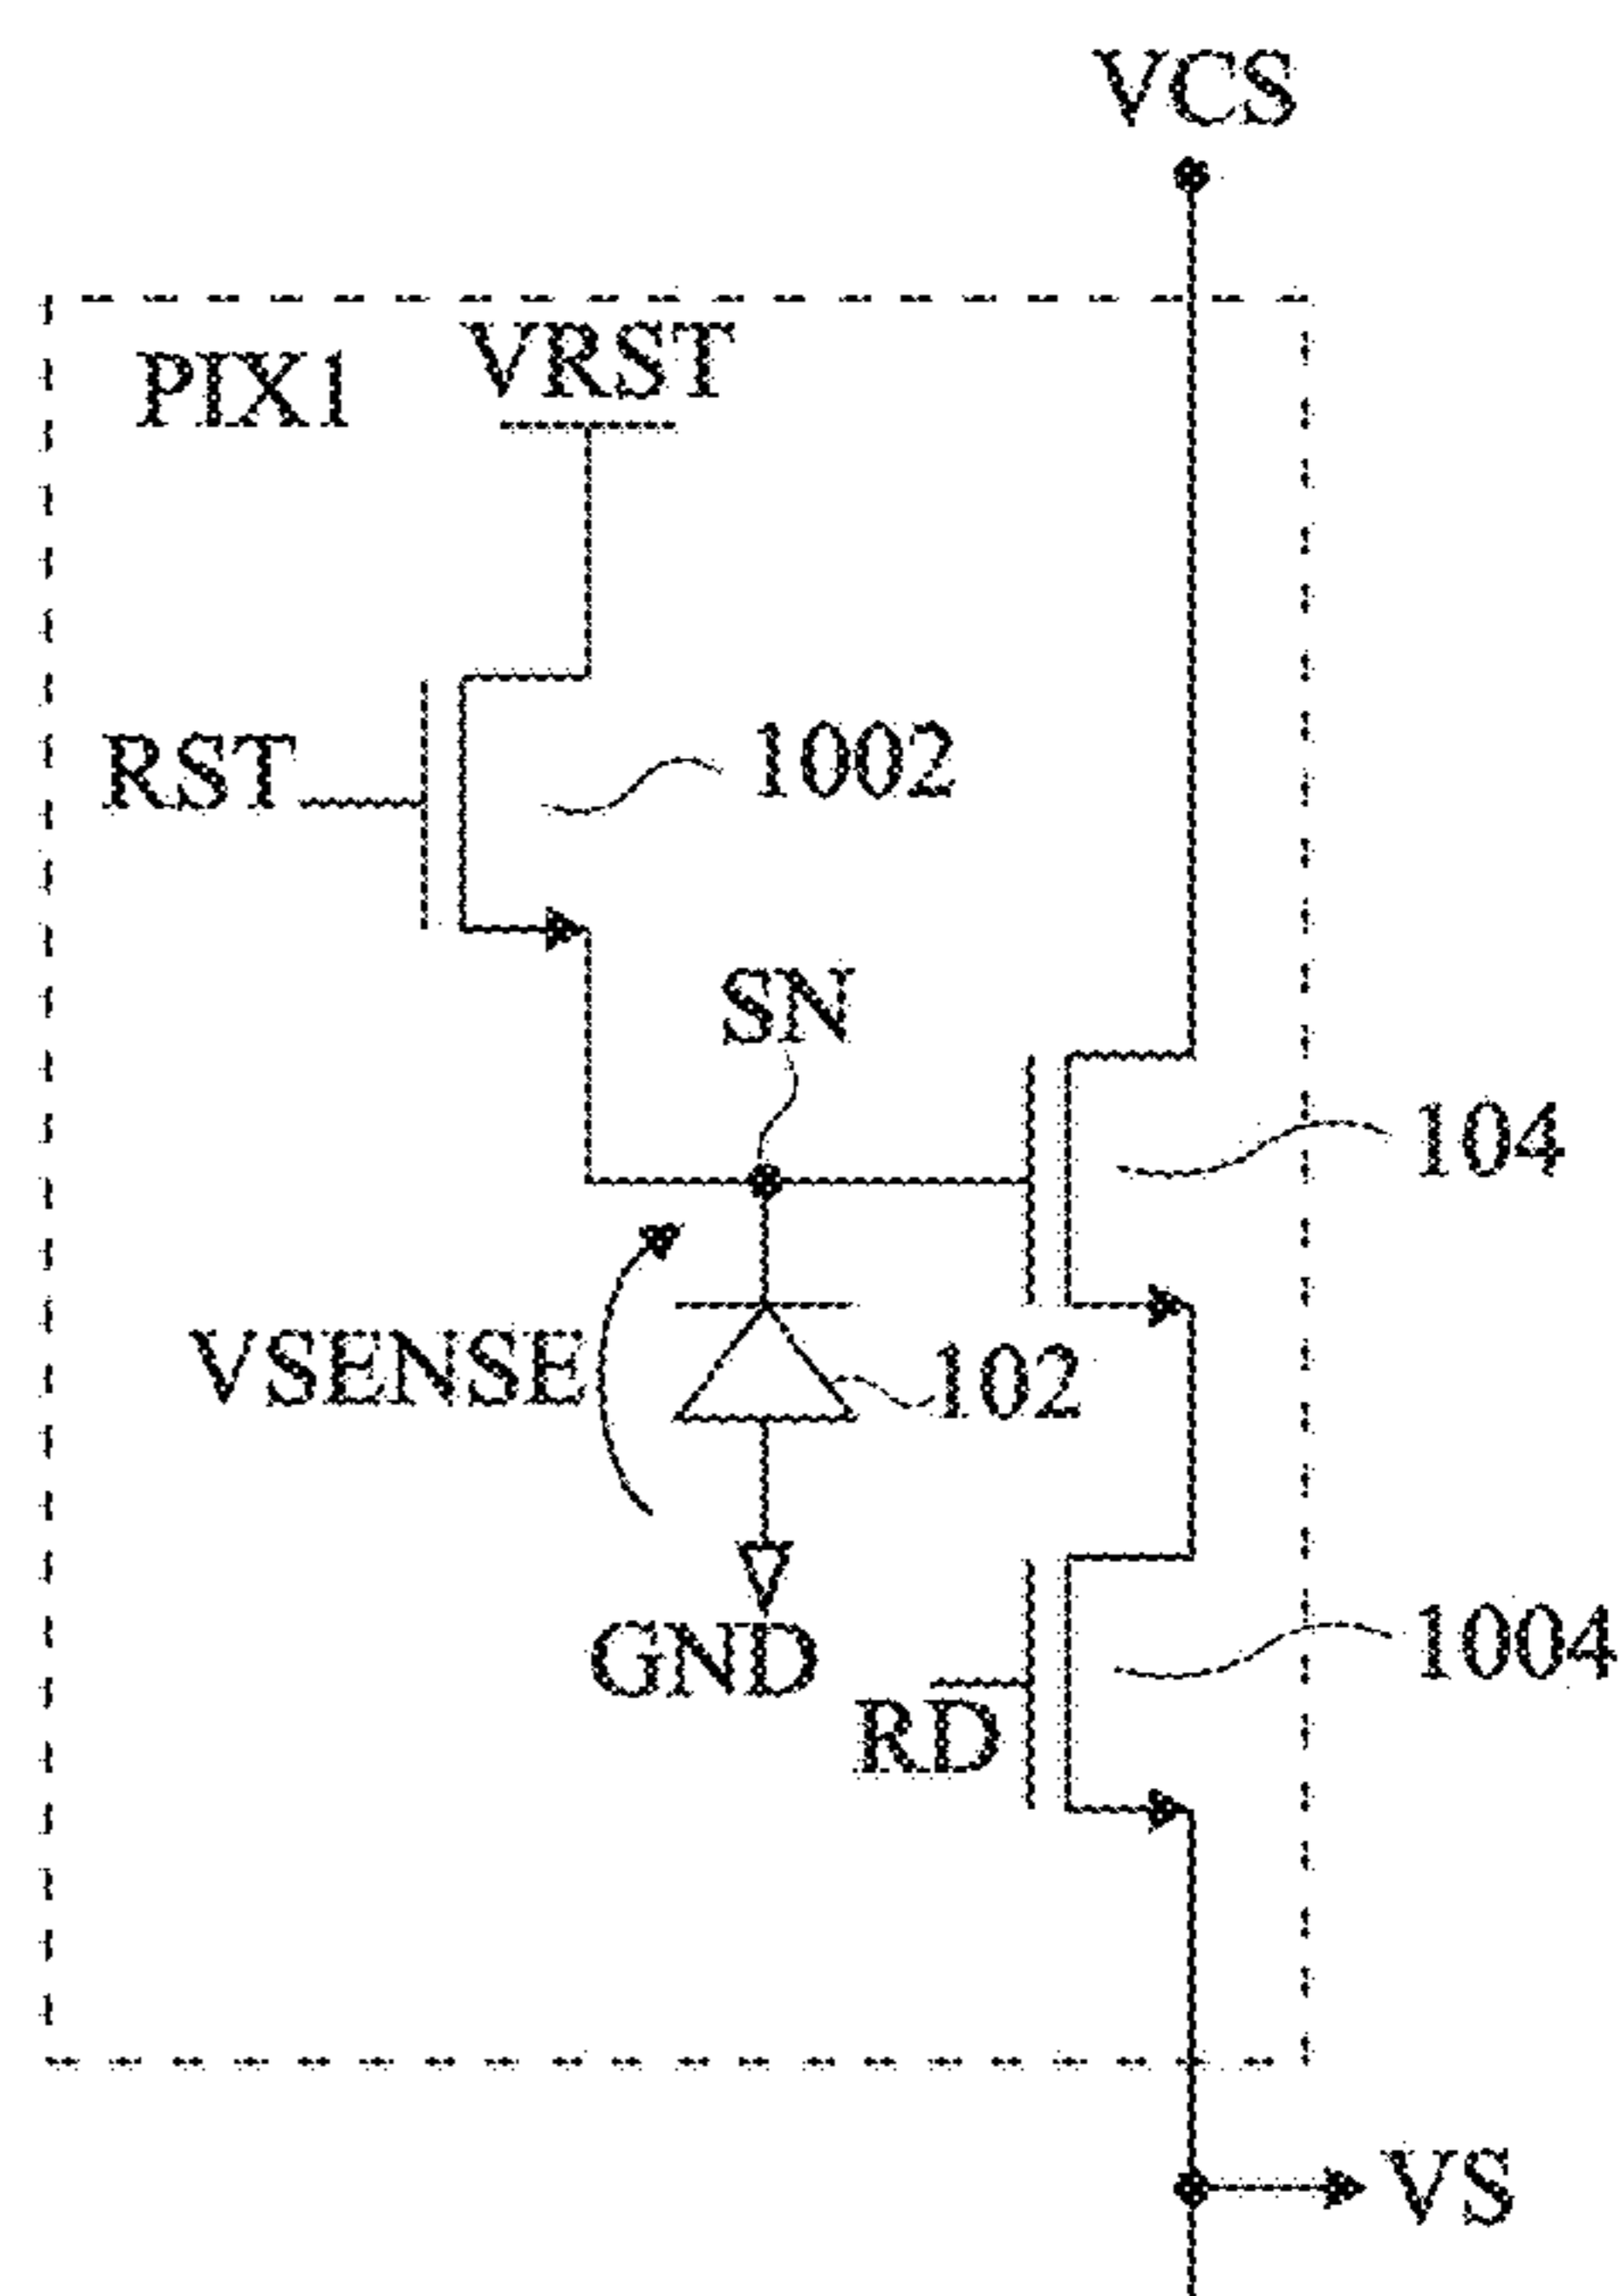 VCS
PIX1
VRST
RST
1002
SN
104
VSENSE
102
GND
1004
RD
VS